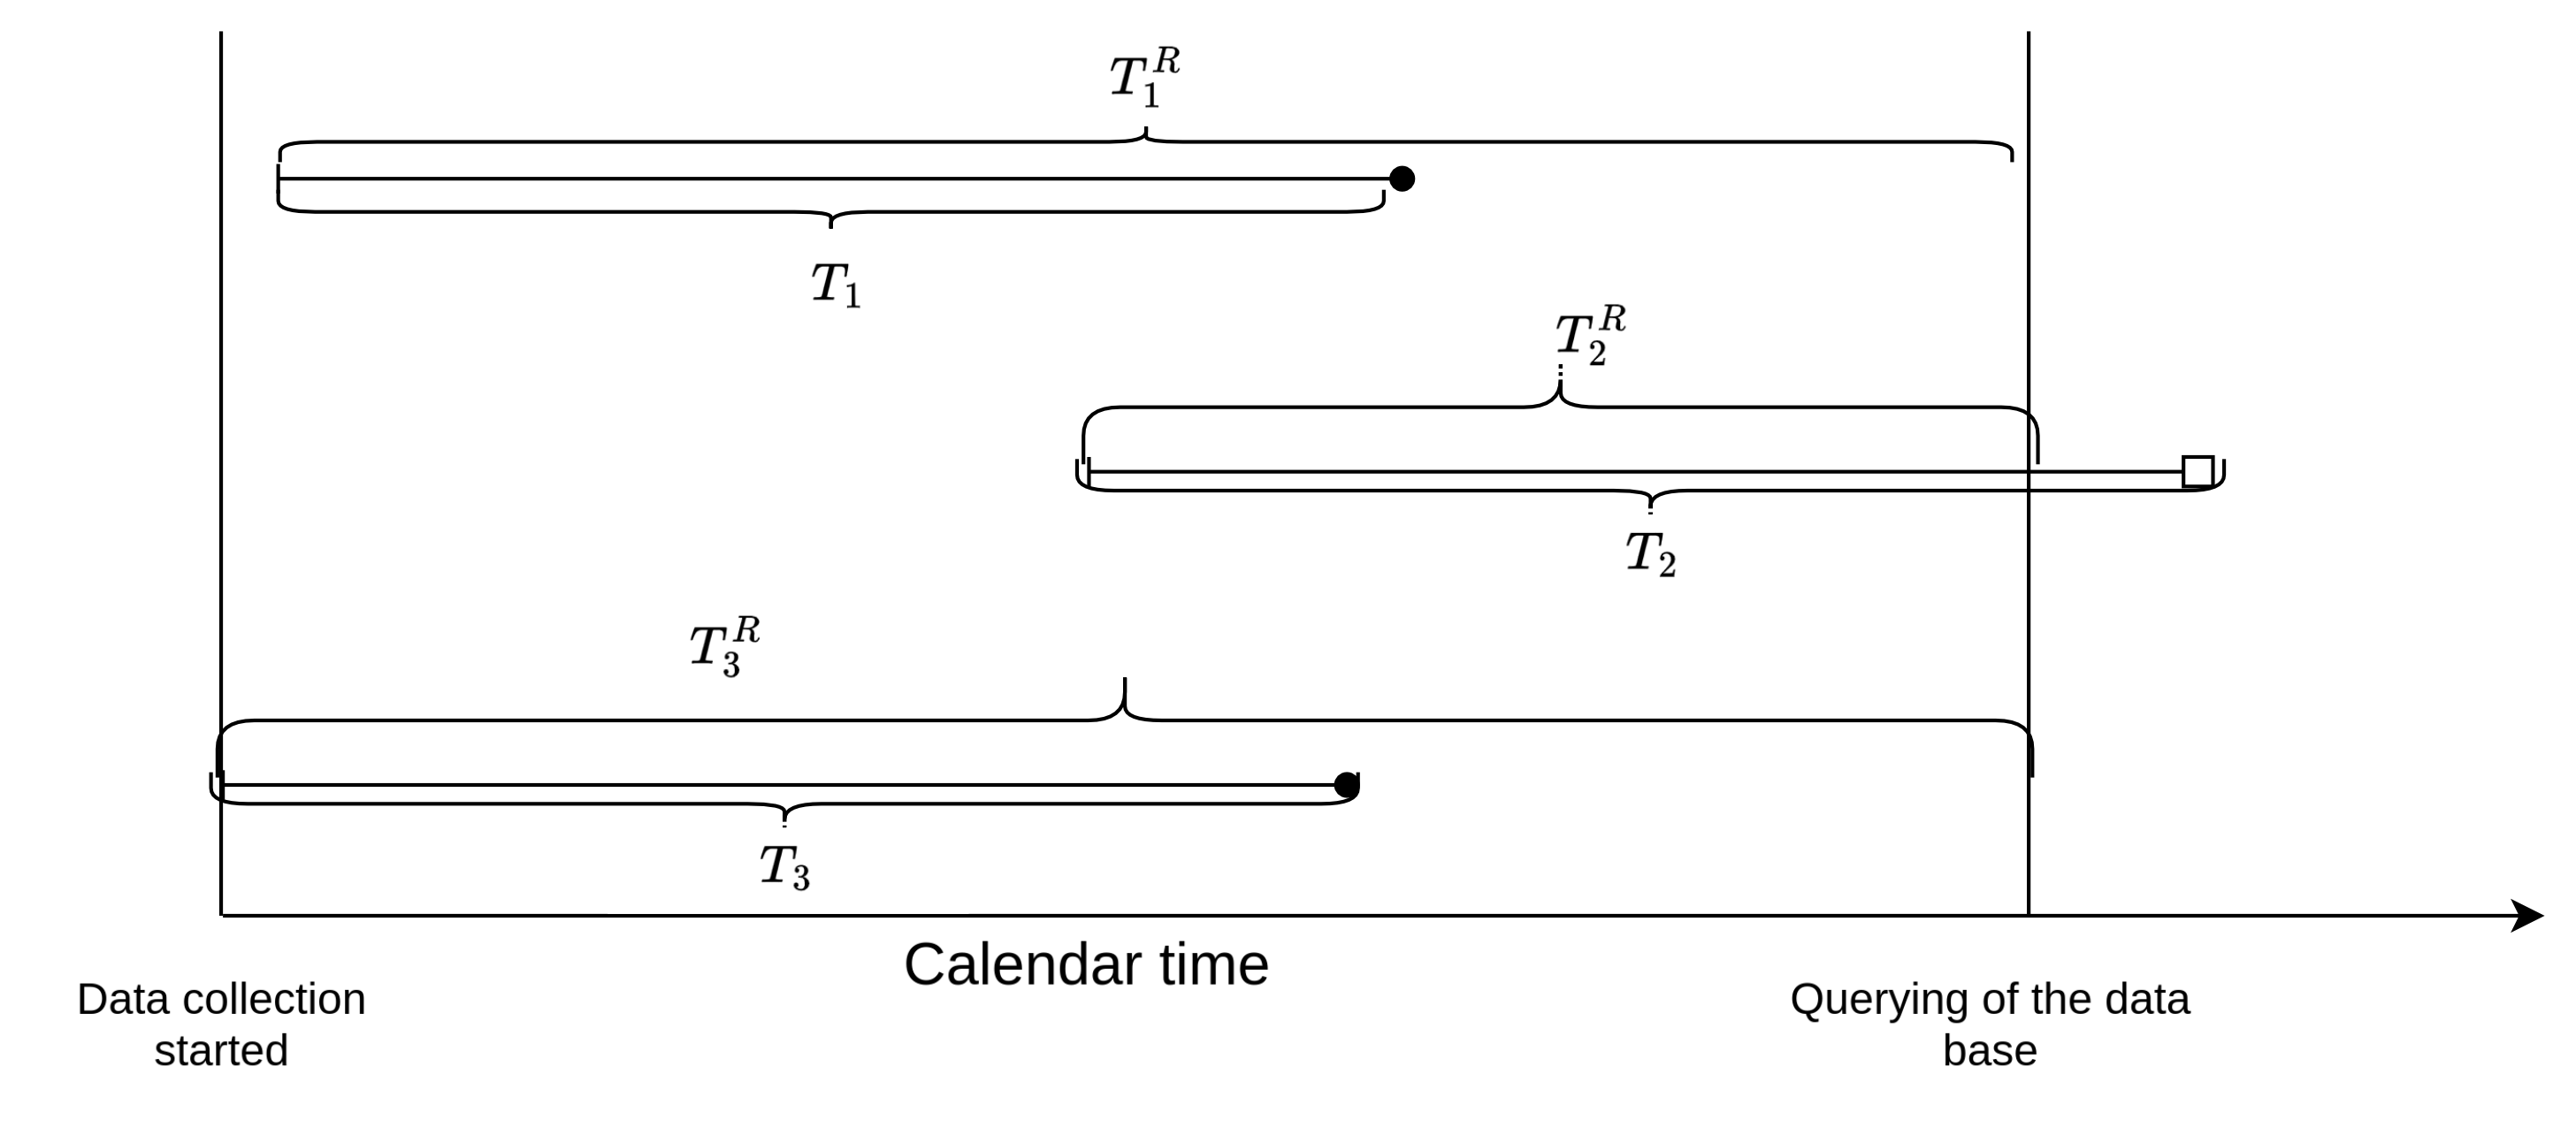 T_1^R
T_1
T_2^R
T_2
T_3^R
T_3
Calendar time
Data collection
started
Querying of the data
base